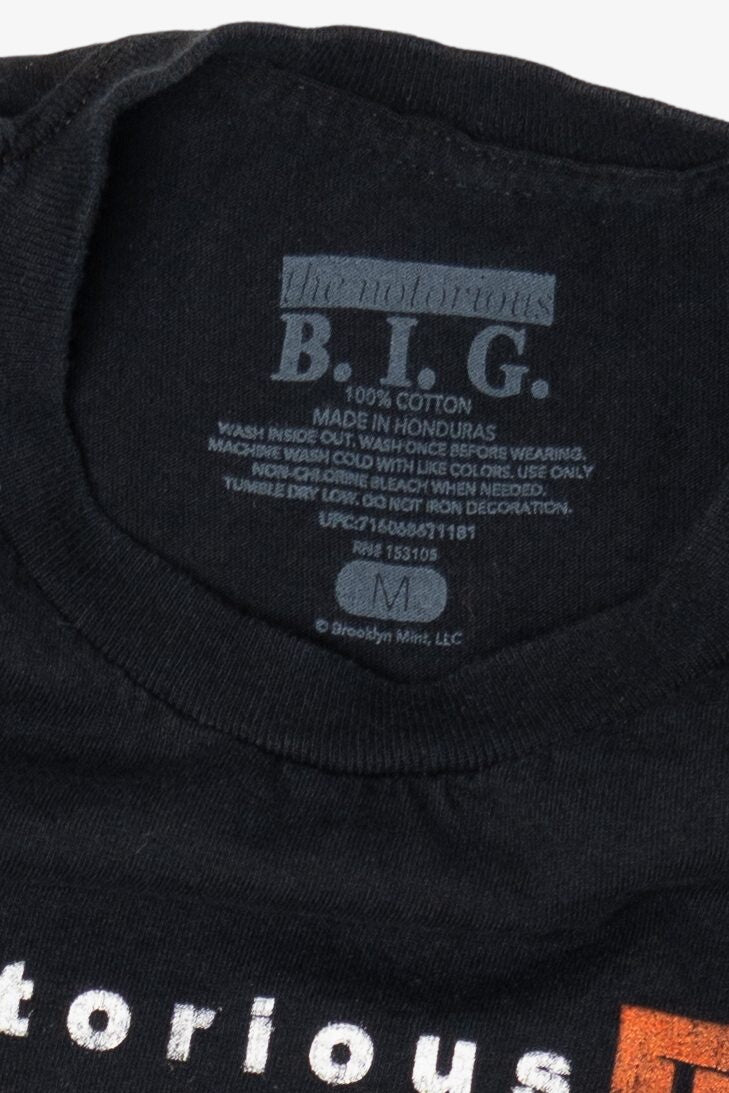 the notorious
B. I. G.
100% COTTON
MADE IN HONDURAS
WASH INSIDE OUT. WASH ONCE BEFORE WEARING.
MACHINE WASH COLD WITH LIKE COLORS. USE ONLY
NON-CHLORINE BLEACH WHEN NEEDED.
TUMBLE DRY LOW. DO NOT IRON DECORATION.
UPC:716068621181
RN# 153105
M
© Brooklyn Mint, LLC
torious